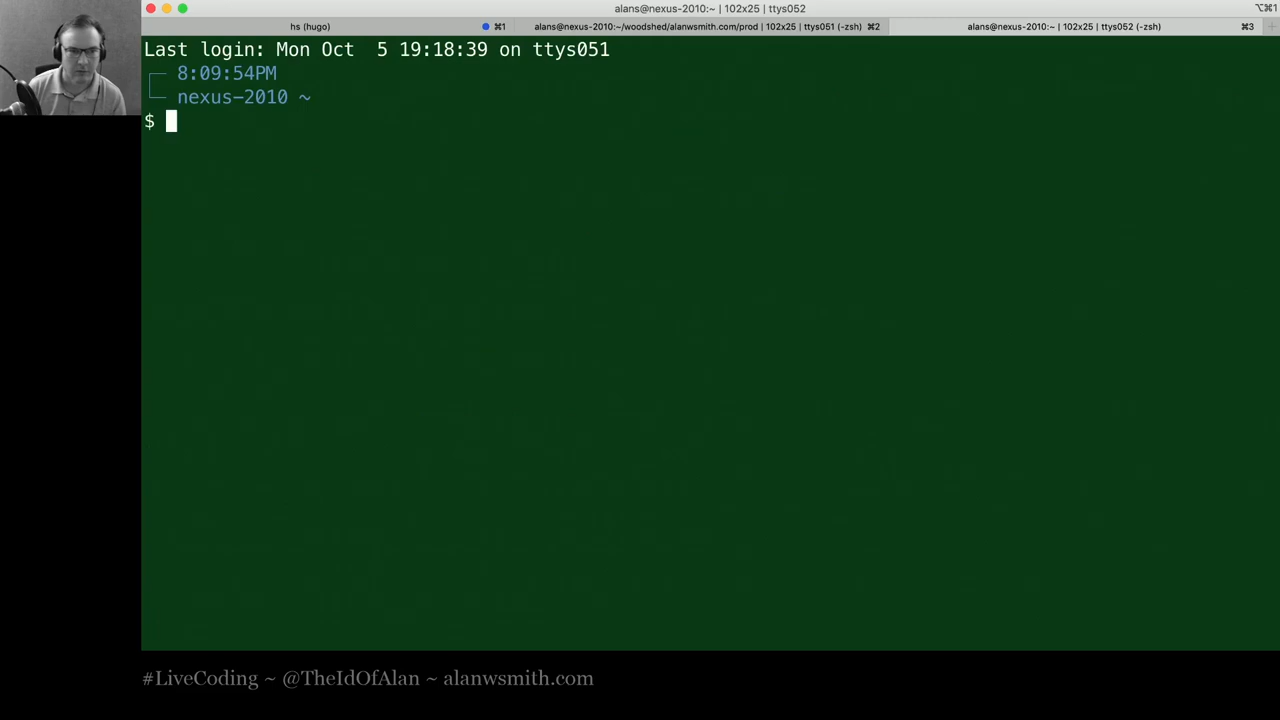 alans@nexus-2010:~ | 102x25 | ttys052
⌥⌘1
hs (hugo) ⌘1
alans@nexus-2010:~/woodshed/alanwsmith.com/prod | 102x25 | ttys051 (-zsh) ⌘2
alans@nexus-2010:~ | 102x25 | ttys052 (-zsh) ⌘3
Last login: Mon Oct  5 19:18:39 on ttys051
8:09:54PM
nexus-2010 ~
$
#LiveCoding ~ @TheIdOfAlan ~ alanwsmith.com